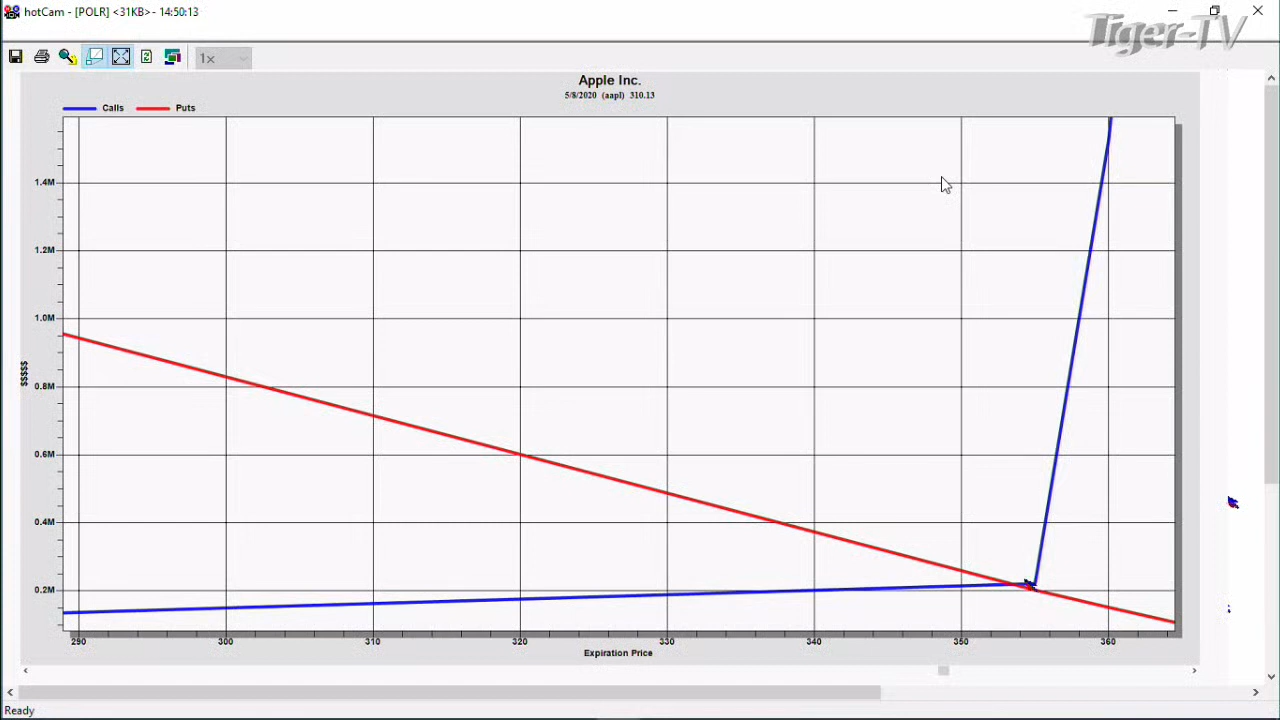 hotCam - [POLR] <31KB> - 14:50:13
Tiger-TV
1x
Apple Inc.
5/8/2020 (aapl) 310.13
Calls Puts
1.4M
1.2M
1.0M
0.8M
0.6M
0.4M
0.2M
$$$$$
290 300 310 320 330 340 350 360
Expiration Price
Ready